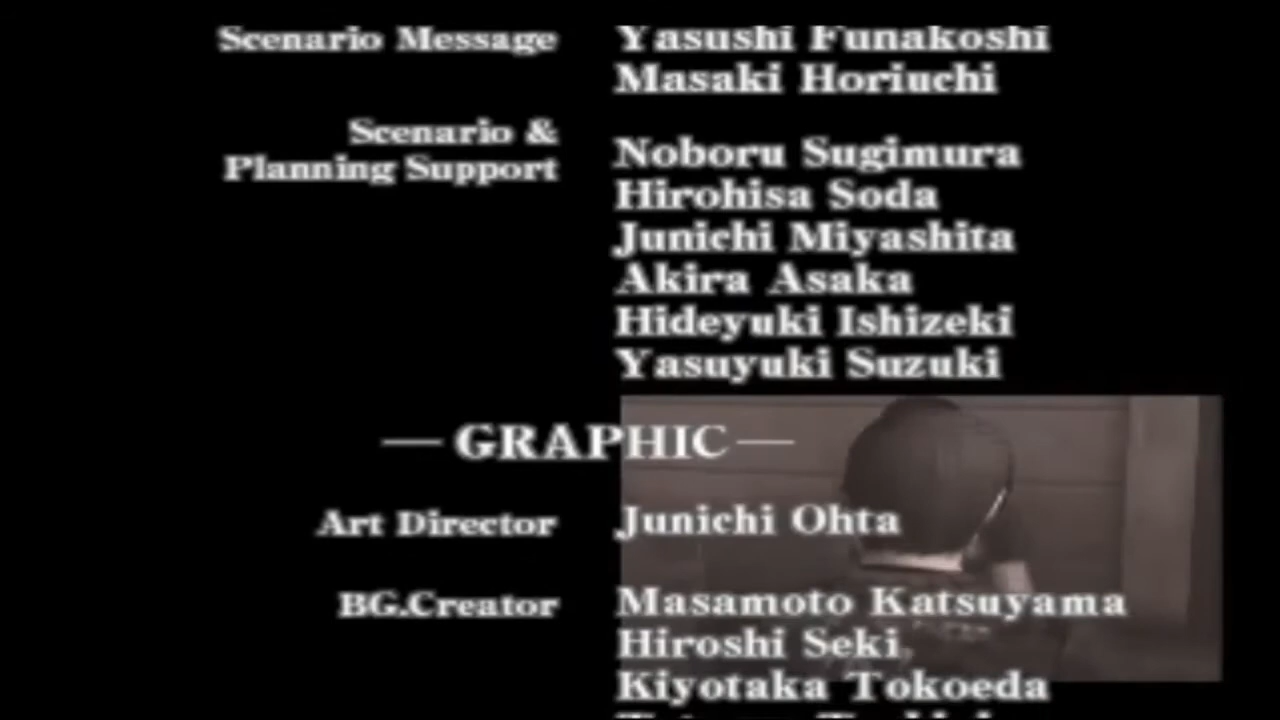 Scenario Message Yasushi Funakoshi
Masaki Horiuchi
Scenario &
Planning Support Noboru Sugimura
Hirohisa Soda
Junichi Miyashita
Akira Asaka
Hideyuki Ishizeki
Yasuyuki Suzuki
—GRAPHIC—
Art Director Junichi Ohta
BG.Creator Masamoto Katsuyama
Hiroshi Seki
Kiyotaka Tokoeda